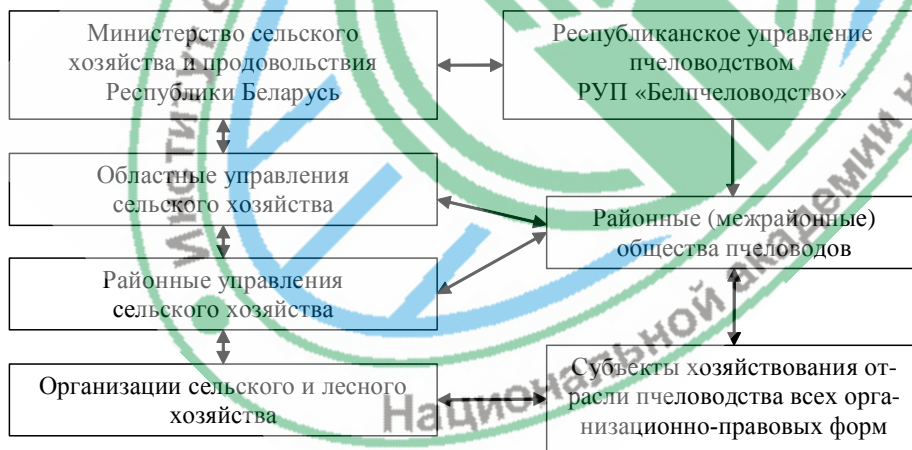 Министерство сельского
хозяйства и продовольствия
Республики Беларусь
Республиканское управление
пчеловодством
РУП «Белпчеловодство»
Областные управления
сельского хозяйства
Районные (межрайонные)
общества пчеловодов
Районные управления
сельского хозяйства
Организации сельского и лесного
хозяйства
Субъекты хозяйствования от-
расли пчеловодства всех орга-
низационно-правовых форм
Институт
Национальной академии н